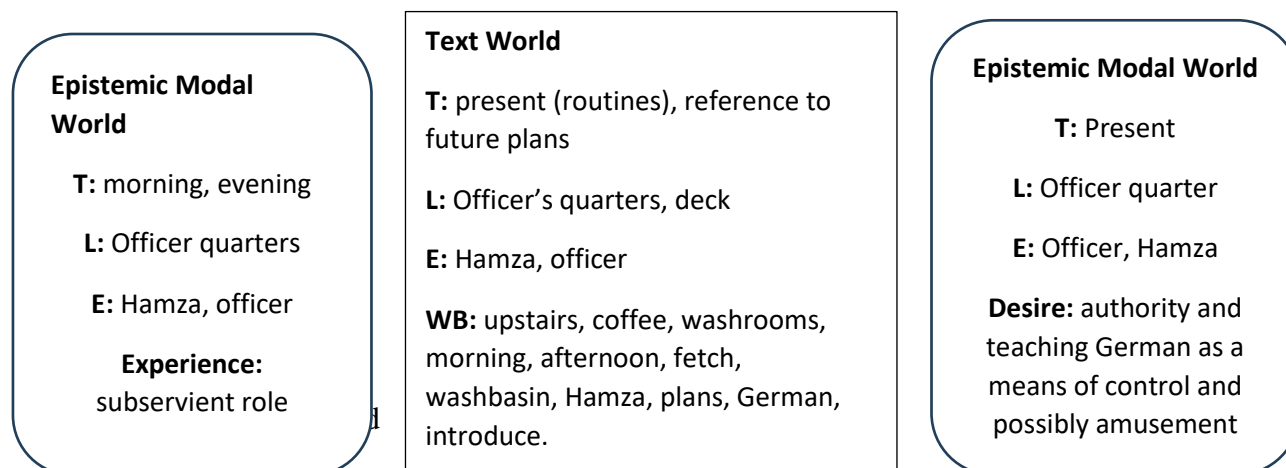 Epistemic Modal
World
T: morning, evening
L: Officer quarters
E: Hamza, officer
Experience:
subservient role
Text World
T: present (routines), reference to
future plans
L: Officer’s quarters, deck
E: Hamza, officer
WB: upstairs, coffee, washrooms,
morning, afternoon, fetch,
washbasin, Hamza, plans, German,
introduce.
Epistemic Modal World
T: Present
L: Officer quarter
E: Officer, Hamza
Desire: authority and
teaching German as a
means of control and
possibly amusement